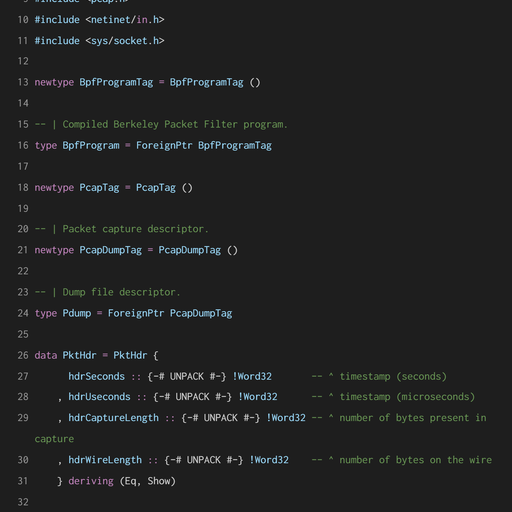 9 #include <pcap.h>
10 #include <netinet/in.h>
11 #include <sys/socket.h>
12
13 newtype BpfProgramTag = BpfProgramTag ()
14
15 -- | Compiled Berkeley Packet Filter program.
16 type BpfProgram = ForeignPtr BpfProgramTag
17
18 newtype PcapTag = PcapTag ()
19
20 -- | Packet capture descriptor.
21 newtype PcapDumpTag = PcapDumpTag ()
22
23 -- | Dump file descriptor.
24 type Pdump = ForeignPtr PcapDumpTag
25
26 data PktHdr = PktHdr {
27 hdrSeconds :: {-# UNPACK #-} !Word32 -- ^ timestamp (seconds)
28 , hdrUseconds :: {-# UNPACK #-} !Word32 -- ^ timestamp (microseconds)
29 , hdrCaptureLength :: {-# UNPACK #-} !Word32 -- ^ number of bytes present in
capture
30 , hdrWireLength :: {-# UNPACK #-} !Word32 -- ^ number of bytes on the wire
31 } deriving (Eq, Show)
32